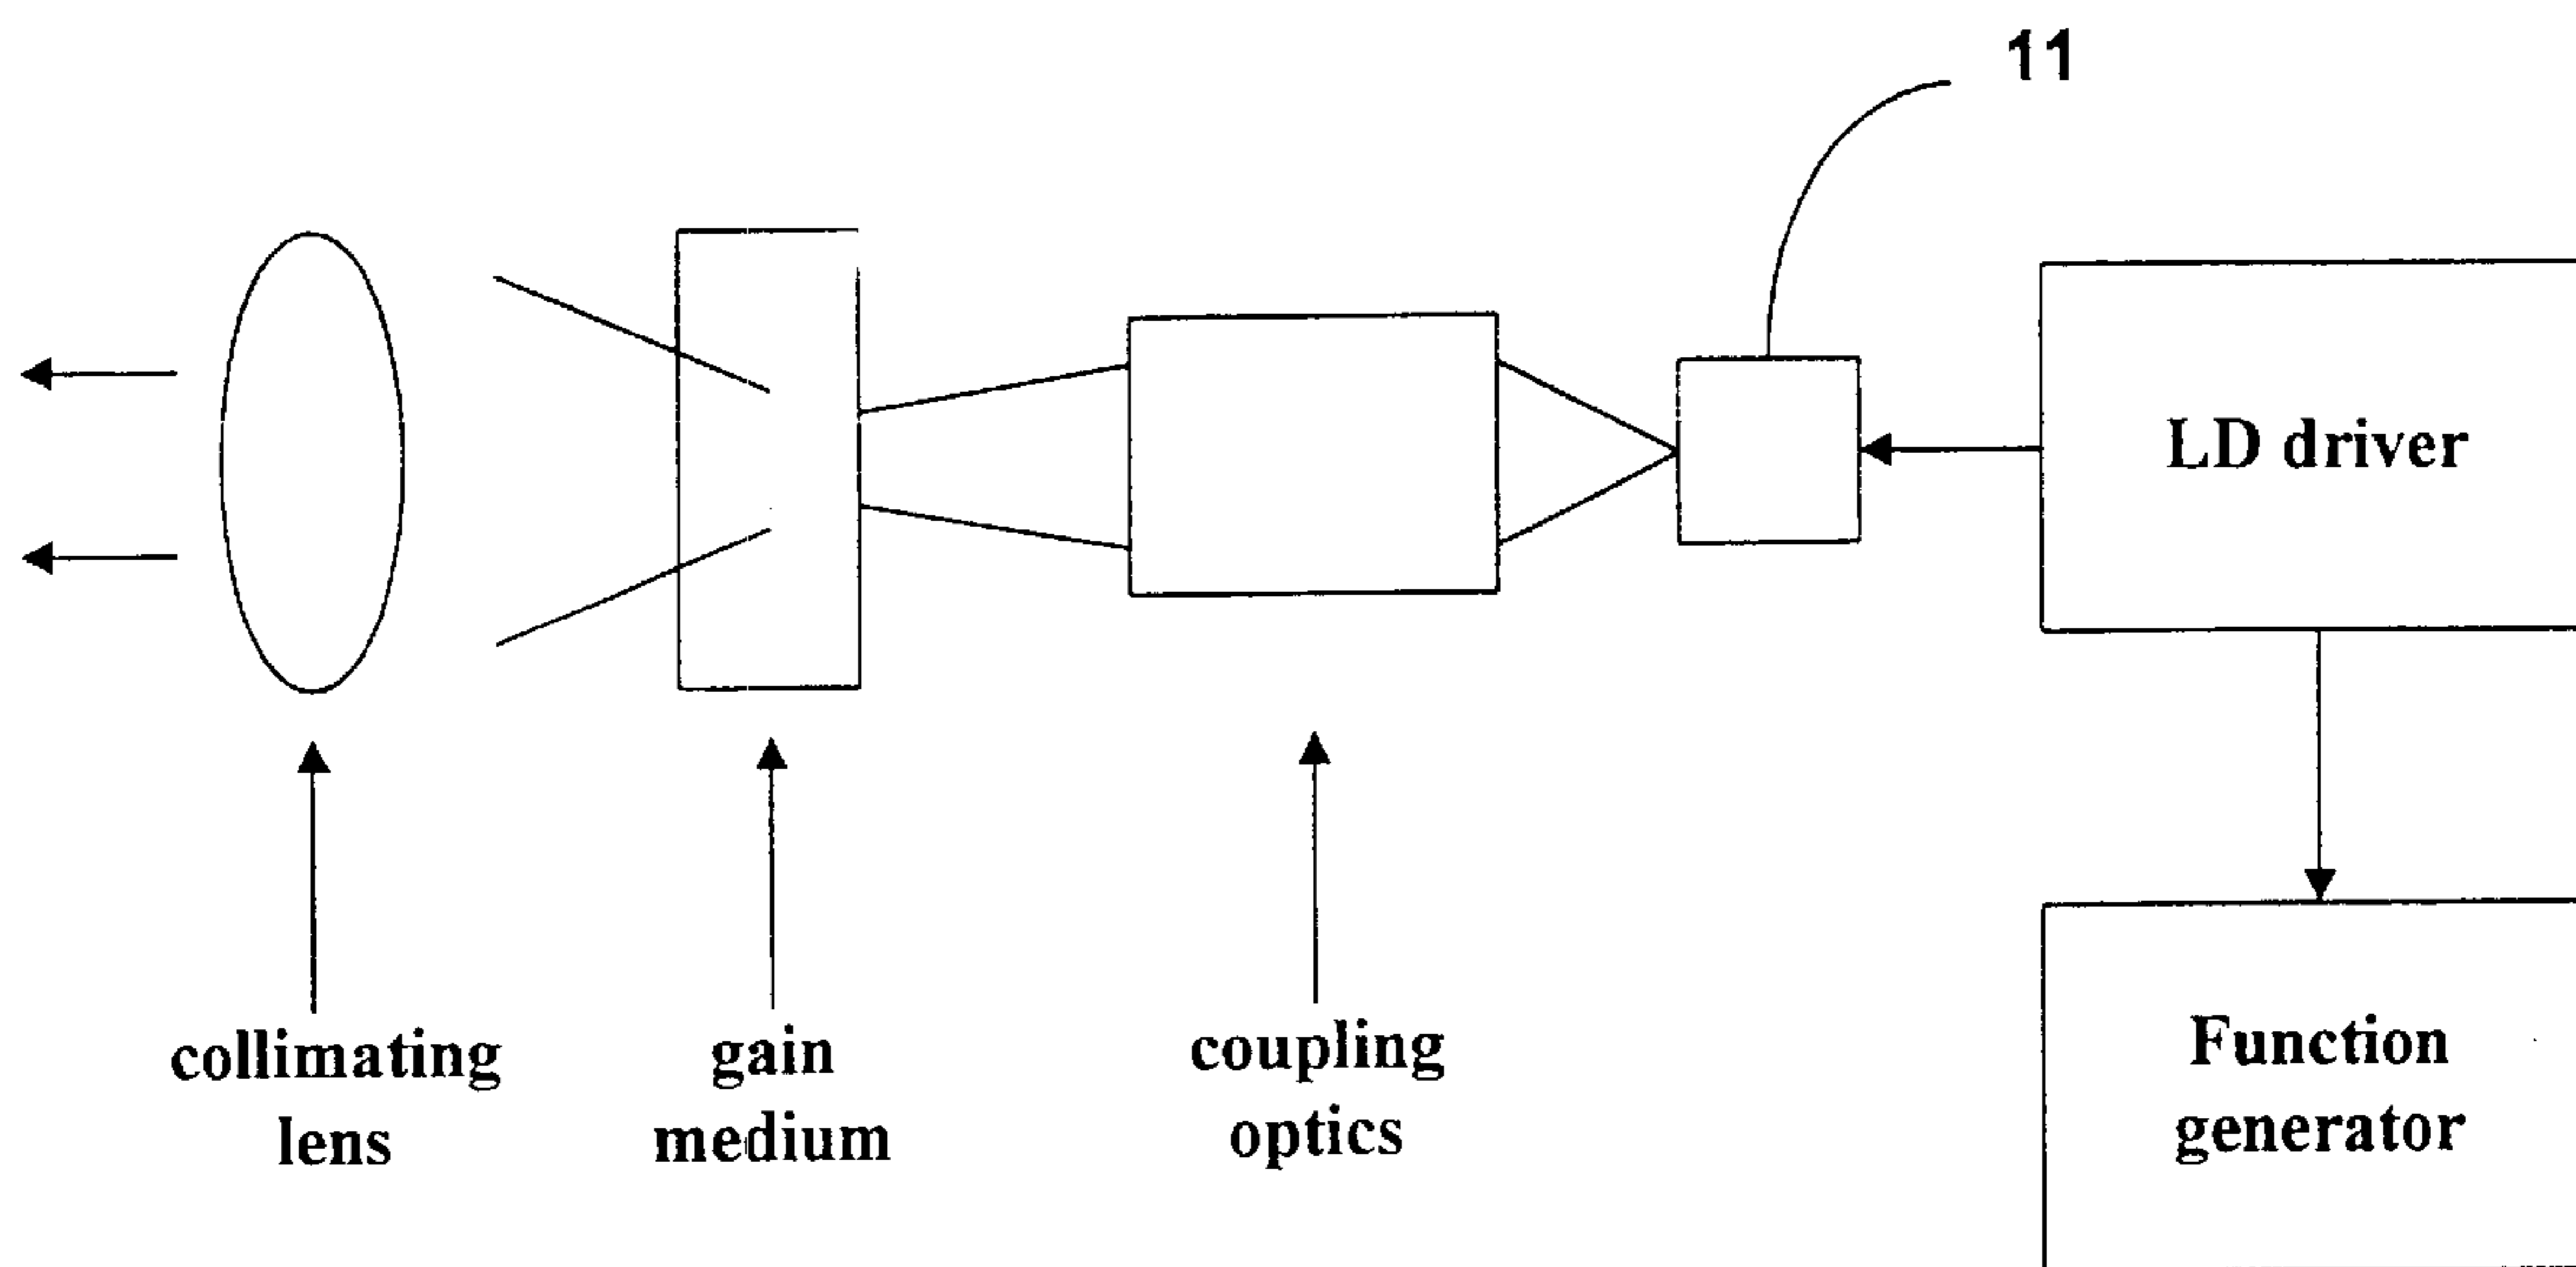 11
LD driver
collimating
lens
gain
medium
coupling
optics
Function
generator